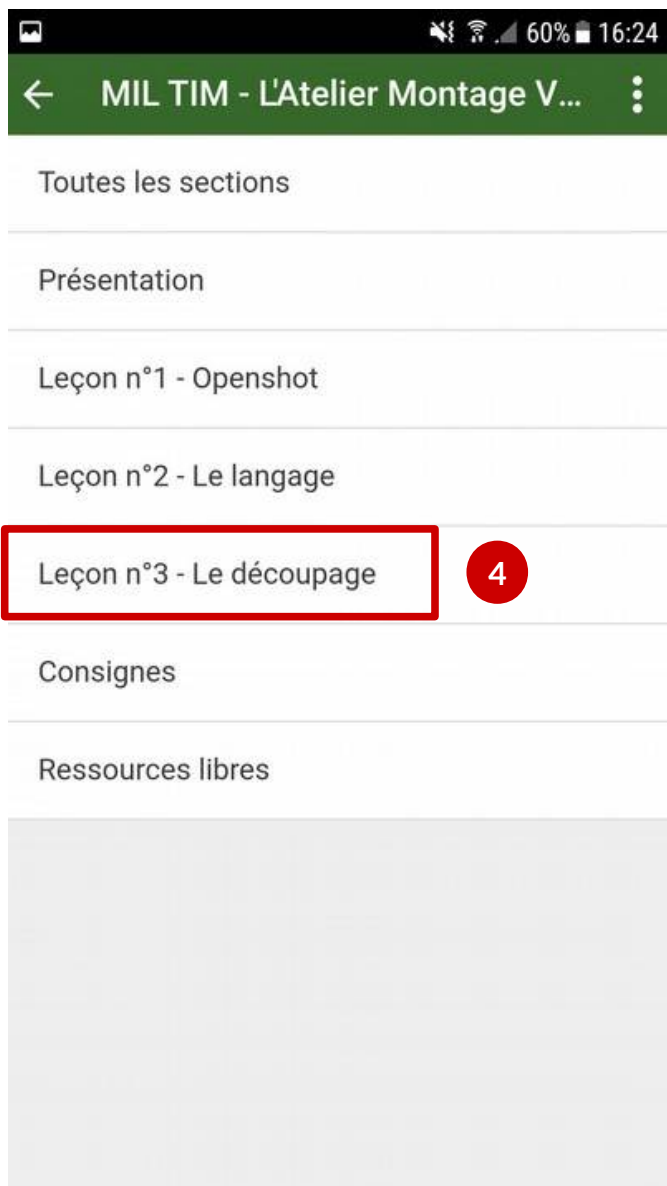 60% 16:24
MIL TIM - L'Atelier Montage V...
Toutes les sections
Présentation
Leçon n°1 - Openshot
Leçon n°2 - Le langage
Leçon n°3 - Le découpage
4
Consignes
Ressources libres